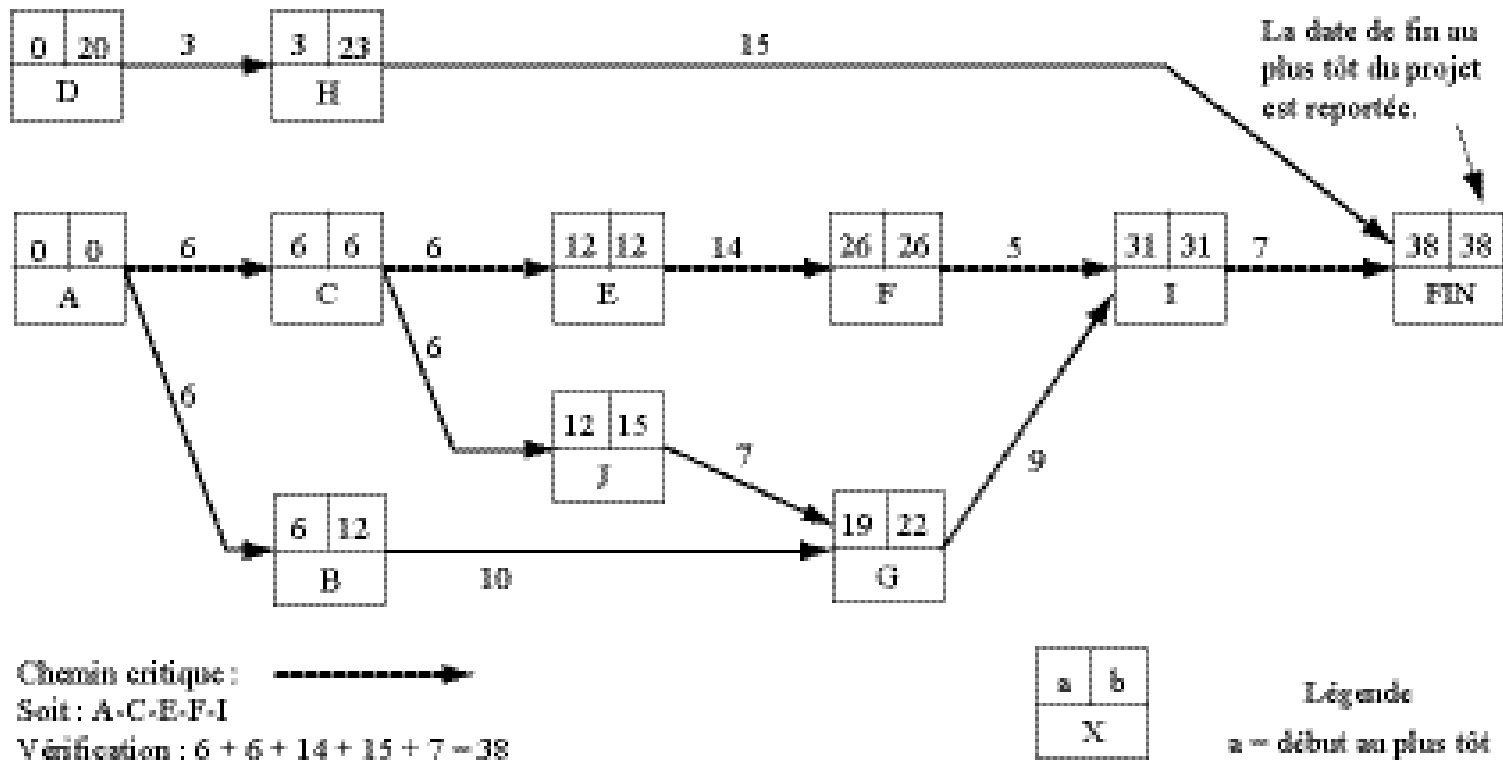 0 20
D
3
3 23
H
15
La date de fin au
plus tôt du projet
est reportée.
0 0
A
6
6 6
C
6
12 12
E
14
26 26
F
5
31 31
I
7
38 38
FIN
6
6
12 15
J
7
9
6 12
B
10
19 22
G
Chemin critique :
Soit : A-C-E-F-I
Vérification : 6 + 6 + 14 + 15 + 7 = 38
a b
X
Légende
a = début au plus tôt